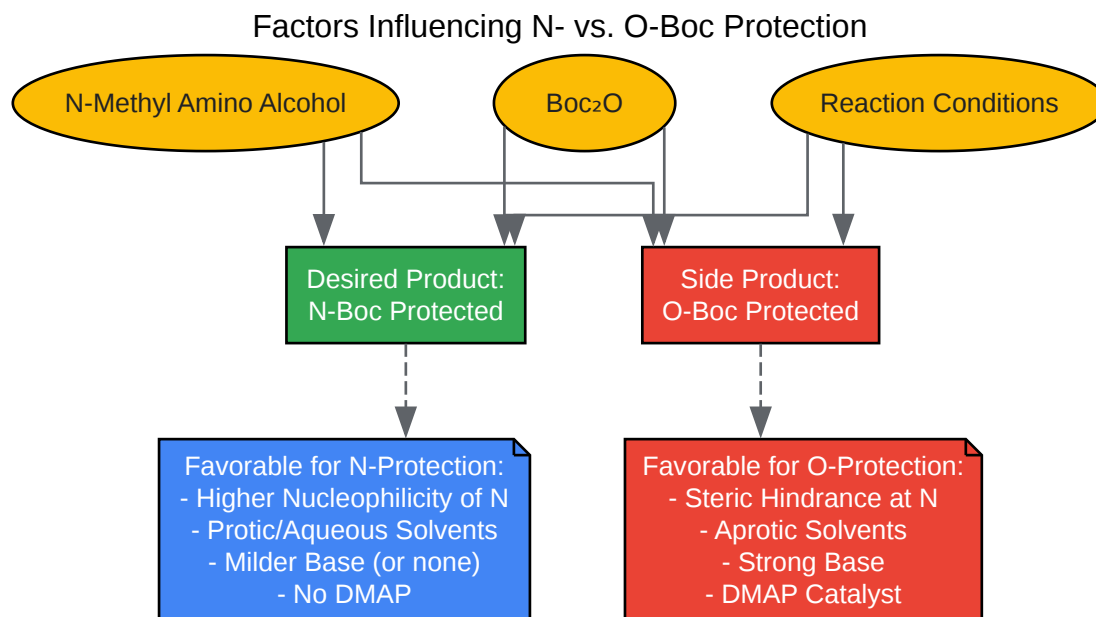 Factors Influencing N- vs. O-Boc Protection
N-Methyl Amino Alcohol
Boc₂O
Reaction Conditions
Desired Product:
N-Boc Protected
Side Product:
O-Boc Protected
Favorable for N-Protection:
- Higher Nucleophilicity of N
- Protic/Aqueous Solvents
- Milder Base (or none)
- No DMAP
Favorable for O-Protection:
- Steric Hindrance at N
- Aprotic Solvents
- Strong Base
- DMAP Catalyst